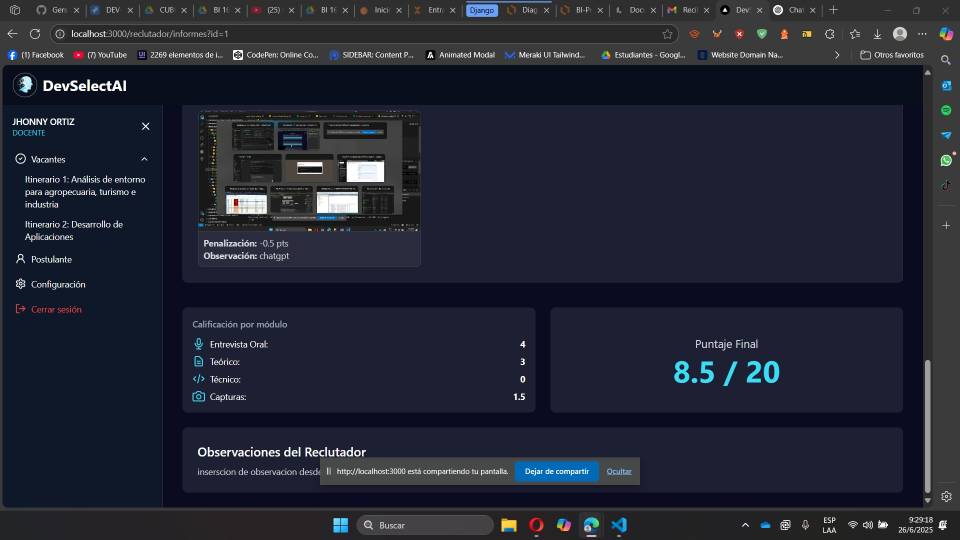 Gene
DEV
CUB
BI 1
(25)
BI 1
Inicio
Entra
Django
Diag
BI-P
Doc
Red
Dev
Cha
localhost:3000/reclutador/informes?id=1
(1) Facebook
(7) YouTube
2269 elementos de i...
CodePen: Online Co...
SIDEBAR: Content P...
Animated Modal
Meraki UI Tailwind...
Estudiantes - Googl...
Website Domain Na...
Otros favoritos
DevSelectAI
JHONNY ORTIZ
DOCENTE
Vacantes
Itinerario 1: Análisis de entorno
para agropecuaria, turismo e
industria
Itinerario 2: Desarrollo de
Aplicaciones
Postulante
Configuración
Cerrar sesión
Penalización: -0.5 pts
Observación: chatgpt
Calificación por módulo
Entrevista Oral: 4
Teórico: 3
Técnico: 0
Capturas: 1.5
Puntaje Final
8.5 / 20
Observaciones del Reclutador
inserscion de observacion desde
http://localhost:3000 está compartiendo tu pantalla.
Dejar de compartir
Ocultar
Buscar
ESP
LAA
9:29:18
26/6/2025